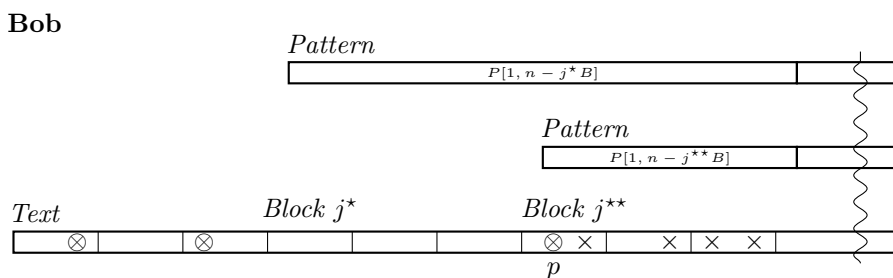 Bob
Pattern
P[1, n − j⋆B]
Pattern
P[1, n − j⋆⋆B]
Text Block j⋆ Block j⋆⋆
⊗ ⊗ ⊗ × × × ×
p